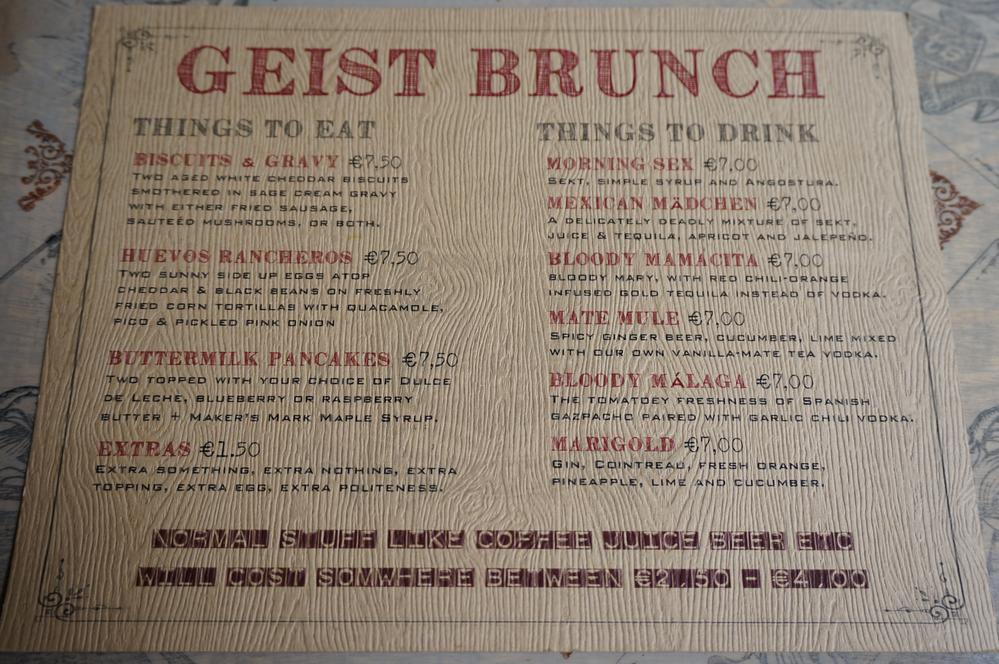 GEIST BRUNCH
THINGS TO EAT
BISCUITS & GRAVY €7.50
TWO AGED WHITE CHEDDAR BISCUITS
SMOTHERED IN SAGE CREAM GRAVY
WITH EITHER FRIED SAUSAGE,
SAUTEÉD MUSHROOMS, OR BOTH.
HUEVOS RANCHEROS €7,50
TWO SUNNY SIDE UP EGGS ATOP
CHEDDAR & BLACK BEANS ON FRESHLY
FRIED CORN TORTILLAS WITH GUACAMOLE,
PICO & PICKLED PINK ONION
BUTTERMILK PANCAKES €7,50
TWO TOPPED WITH YOUR CHOICE OF DULCE
DE LECHE, BLUEBERRY OR RASPBERRY
BUTTER + MAKER'S MARK MAPLE SYRUP.
EXTRAS €1.50
EXTRA SOMETHING, EXTRA NOTHING, EXTRA
TOPPING, EXTRA EGG, EXTRA POLITENESS.
THINGS TO DRINK
MORNING SEX €7,00
SEKT, SIMPLE SYRUP AND ANGOSTURA.
MEXICAN MÄDCHEN €7,00
A DELICATELY DEADLY MIXTURE OF SEKT,
JUICE & TEQUILA, APRICOT AND JALEPEÑO.
BLOODY MAMACITA €7,00
BLOODY MARY, WITH RED CHILI-ORANGE
INFUSED GOLD TEQUILA INSTEAD OF VODKA.
MATE MULE €7,00
SPICY GINGER BEER, CUCUMBER, LIME MIXED
WITH OUR OWN VANILLA-MATE TEA VODKA.
BLOODY MÁLAGA €7,00
THE TOMATOEY FRESHNESS OF SPANISH
GAZPACHO PAIRED WITH GARLIC CHILI VODKA.
MARIGOLD €7,00
GIN, COINTREAU, FRESH ORANGE,
PINEAPPLE, LIME AND CUCUMBER.
NORMAL STUFF LIKE COFFEE JUICE BEER ETC
WILL COST SOMWHERE BETWEEN €2.50 - €4.00